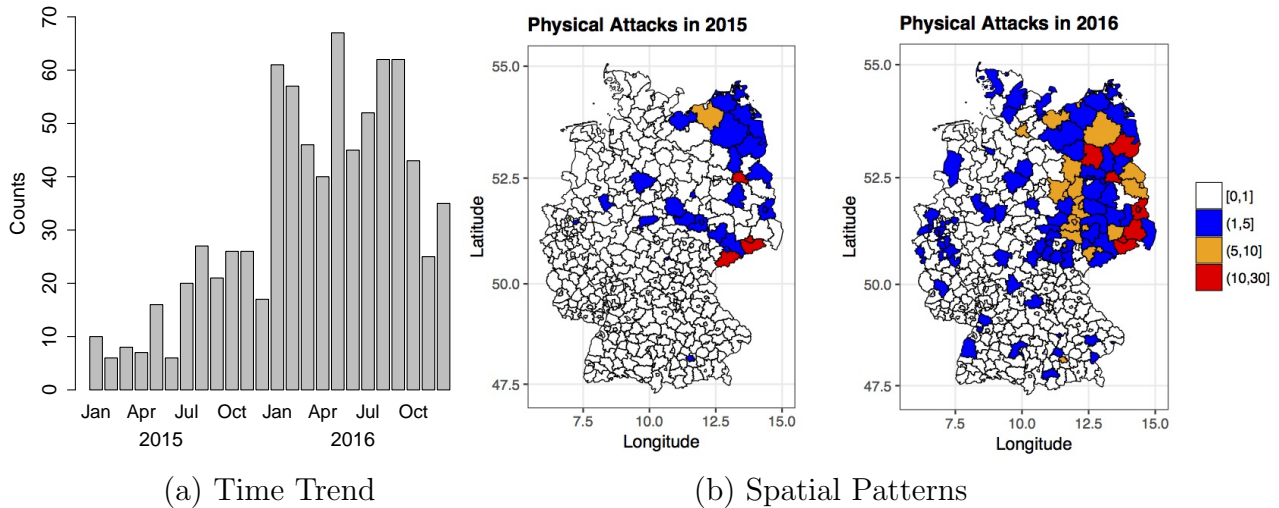 70
60
50
40
30
20
10
0
Counts
Jan Apr Jul Oct Jan Apr Jul Oct
2015 2016
(a) Time Trend
Physical Attacks in 2015
55.0
52.5
50.0
47.5
Latitude
7.5 10.0 12.5 15.0
Longitude
Physical Attacks in 2016
55.0
52.5
50.0
47.5
Latitude
7.5 10.0 12.5 15.0
Longitude
[0,1]
(1,5]
(5,10]
(10,30]
(b) Spatial Patterns